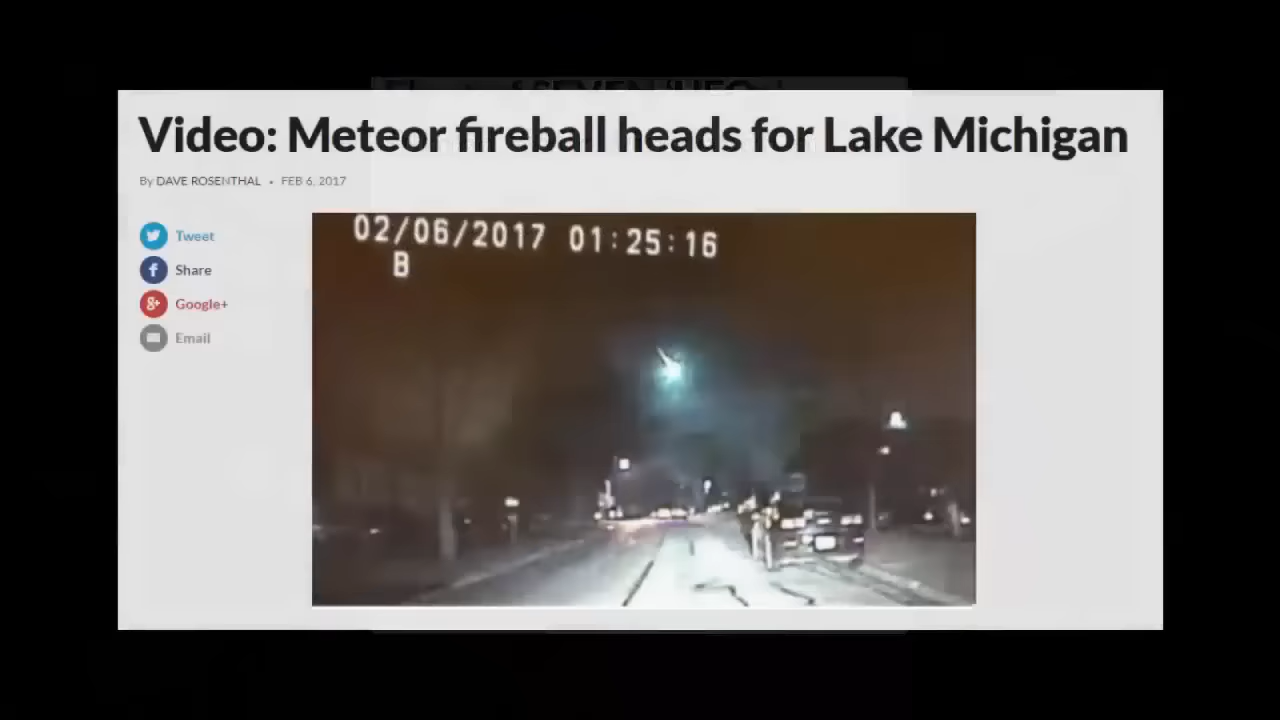 Video: Meteor fireball heads for Lake Michigan
By DAVE ROSENTHAL • FEB 6, 2017
Tweet
Share
Google+
Email
02/06/2017 01:25:16
B